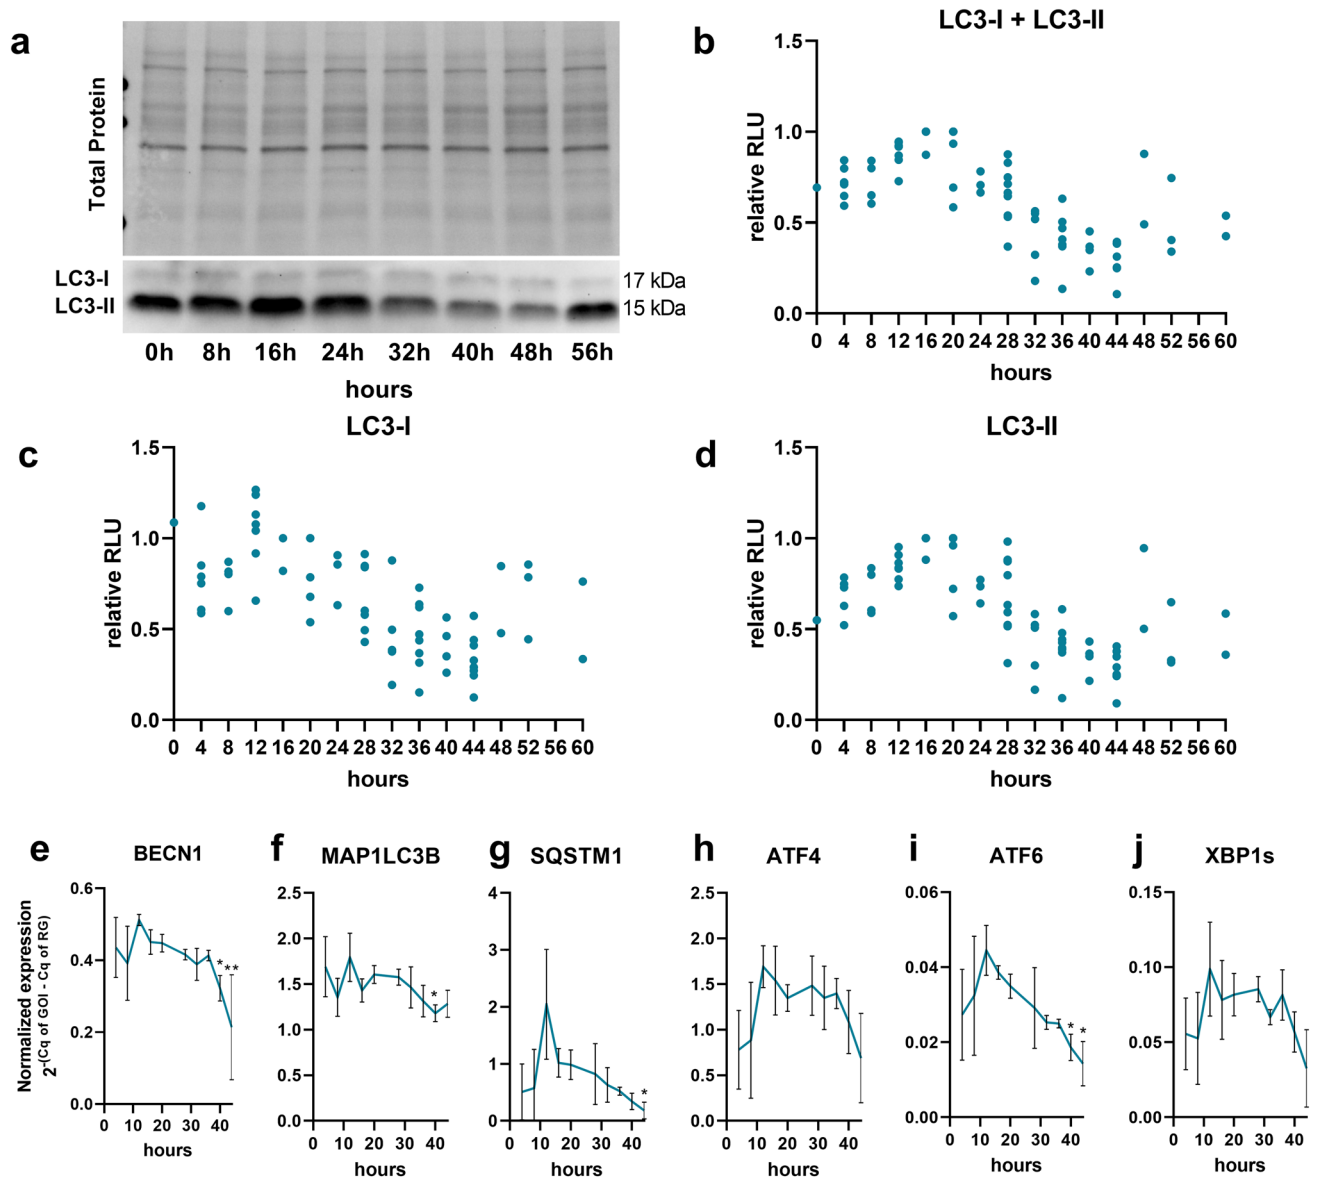 a
Total Protein
LC3-I
LC3-II
17 kDa
15 kDa
0h 8h 16h 24h 32h 40h 48h 56h
hours
b
LC3-I + LC3-II
relative RLU
1.5
1.0
0.5
0.0
0 4 8 12 16 20 24 28 32 36 40 44 48 52 56 60
hours
c
LC3-I
relative RLU
1.5
1.0
0.5
0.0
0 4 8 12 16 20 24 28 32 36 40 44 48 52 56 60
hours
d
LC3-II
relative RLU
1.5
1.0
0.5
0.0
0 4 8 12 16 20 24 28 32 36 40 44 48 52 56 60
hours
e
BECN1
Normalized expression
2^(Cq of GOI - Cq of RG)
0.6
0.4
0.2
0.0
* **
0 10 20 30 40
hours
f
MAP1LC3B
2.5
2.0
1.5
1.0
0.5
0.0
*
0 10 20 30 40
hours
g
SQSTM1
4
3
2
1
0
*
0 10 20 30 40
hours
h
ATF4
2.5
2.0
1.5
1.0
0.5
0.0
0 10 20 30 40
hours
i
ATF6
0.06
0.04
0.02
0.00
* *
0 10 20 30 40
hours
j
XBP1s
0.15
0.10
0.05
0.00
0 10 20 30 40
hours